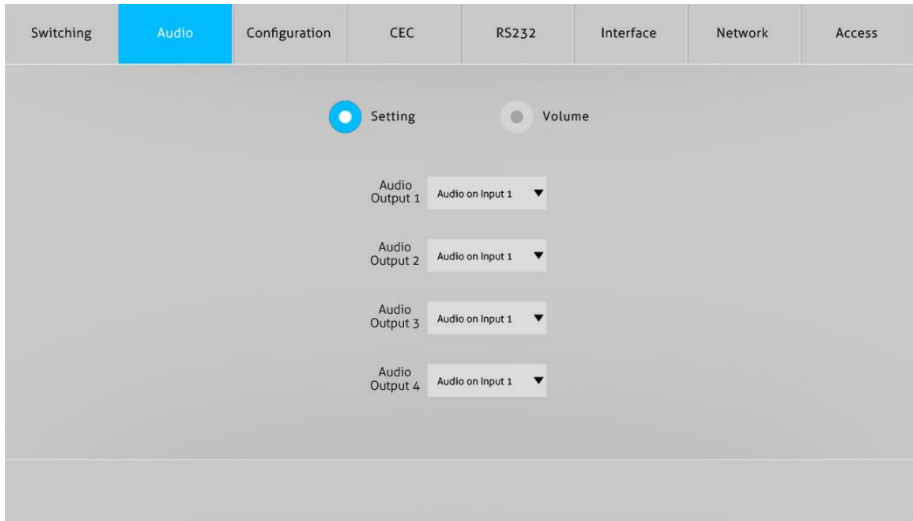 Switching Audio Configuration CEC RS232 Interface Network Access
Setting Volume
Audio
Output 1 Audio on Input 1
Audio
Output 2 Audio on Input 1
Audio
Output 3 Audio on Input 1
Audio
Output 4 Audio on Input 1